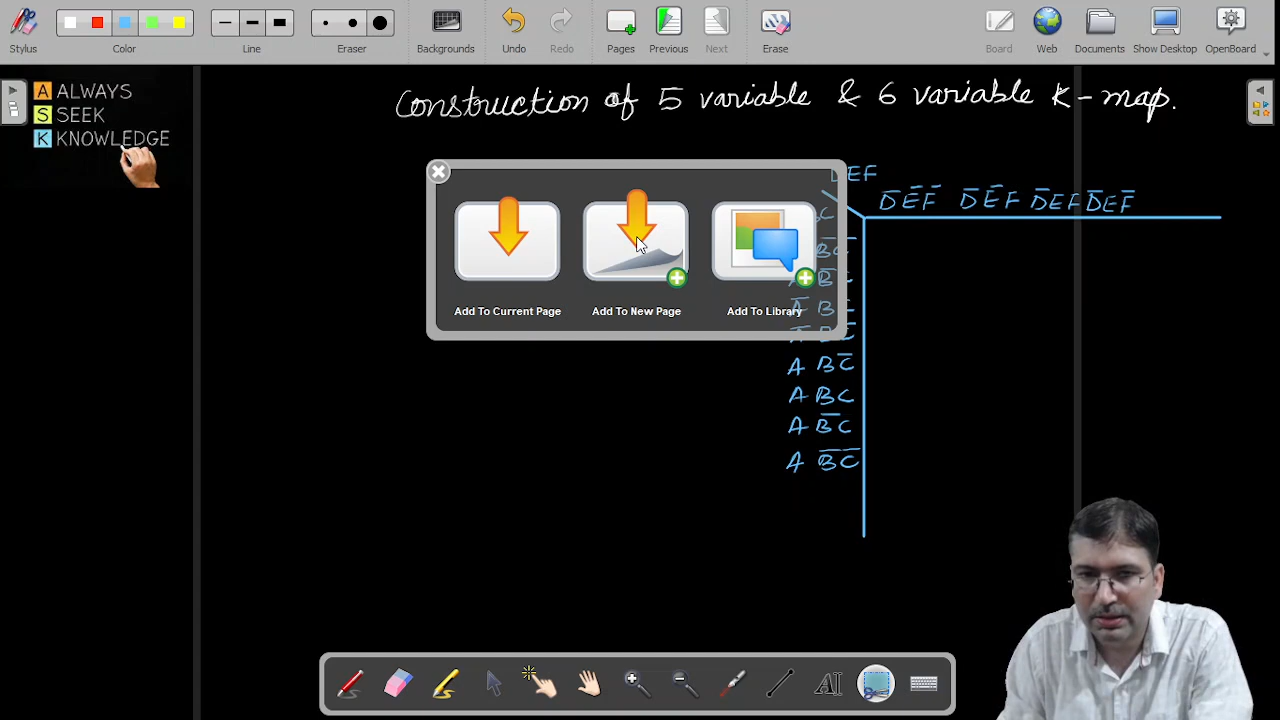 Stylus Color Line Eraser Backgrounds Undo Redo Pages Previous Next Erase Board Web Documents Show Desktop OpenBoard
A ALWAYS
S SEEK
K KNOWLEDGE
Construction of 5 variable & 6 variable K-map.
DEF
D̅E̅F̅ D̅E̅F D̅EF D̅EF̅
C
B̅C̅
B̅C
A̅ B
A̅
A BC̅
A BC
A B̅C
A B̅C̅
Add To Current Page Add To New Page Add To Library
AI